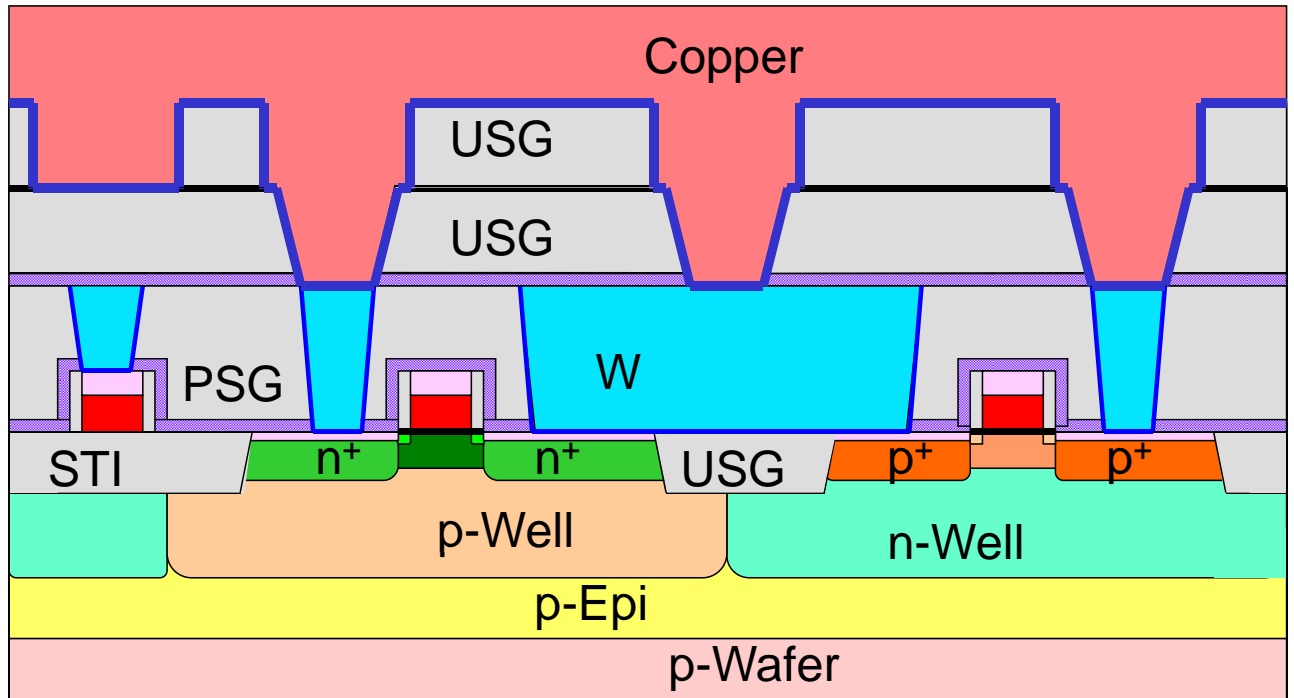 Copper
USG
USG
PSG
W
STI
n⁺
n⁺
USG
p⁺
p⁺
p-Well
n-Well
p-Epi
p-Wafer